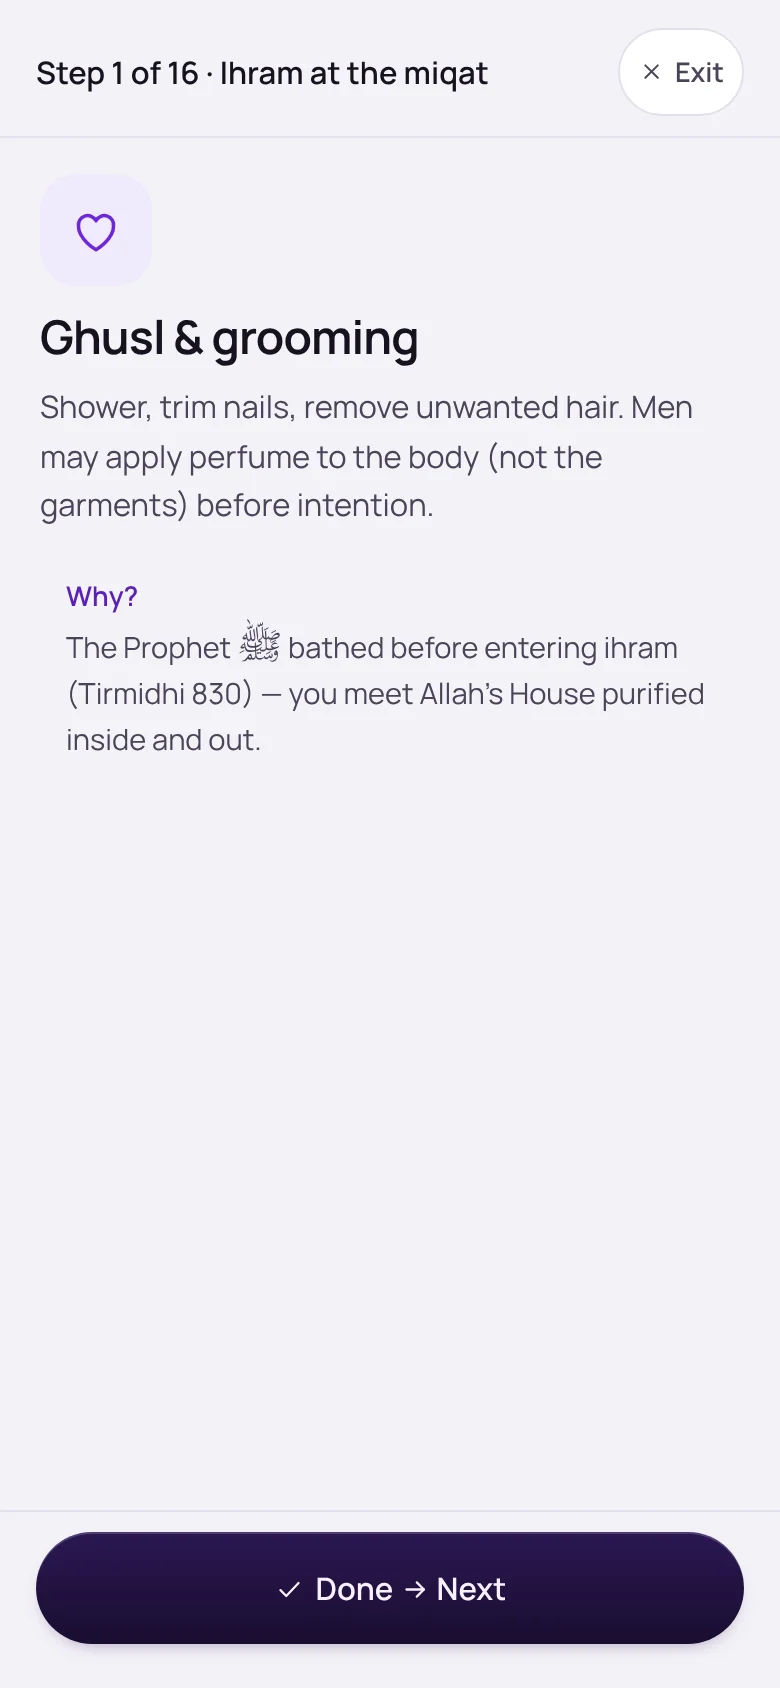 Step 1 of 16 · Ihram at the miqat
Exit
Ghusl & grooming
Shower, trim nails, remove unwanted hair. Men
may apply perfume to the body (not the
garments) before intention.
Why?
The Prophet ﷺ bathed before entering ihram
(Tirmidhi 830) — you meet Allah’s House purified
inside and out.
Done → Next